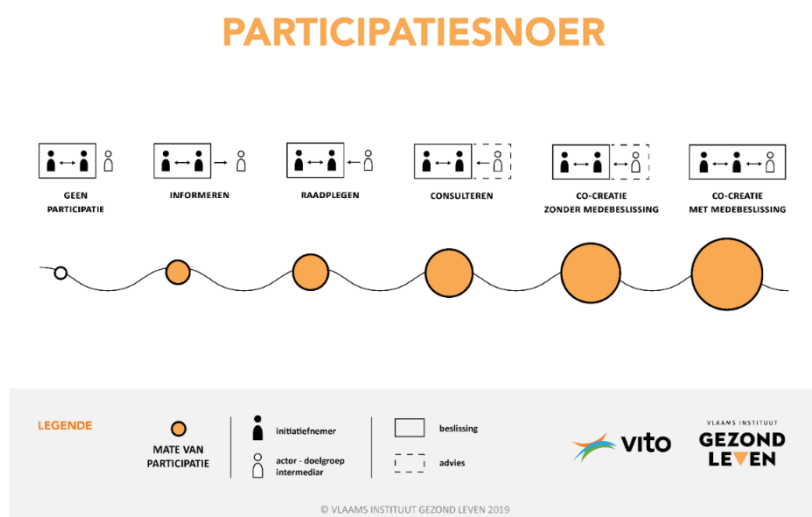 PARTICIPATIESNOER
GEEN
PARTICIPATIE
INFORMEREN
RAADPLEGEN
CONSULTEREN
CO-CREATIE
ZONDER MEDEBESLISSING
CO-CREATIE
MET MEDEBESLISSING
LEGENDE
MATE VAN
PARTICIPATIE
initiatiefnemer
actor - doelgroep
intermediar
beslissing
advies
vito
VLAAMS INSTITUUT
GEZOND
LEVEN
© VLAAMS INSTITUUT GEZOND LEVEN 2019